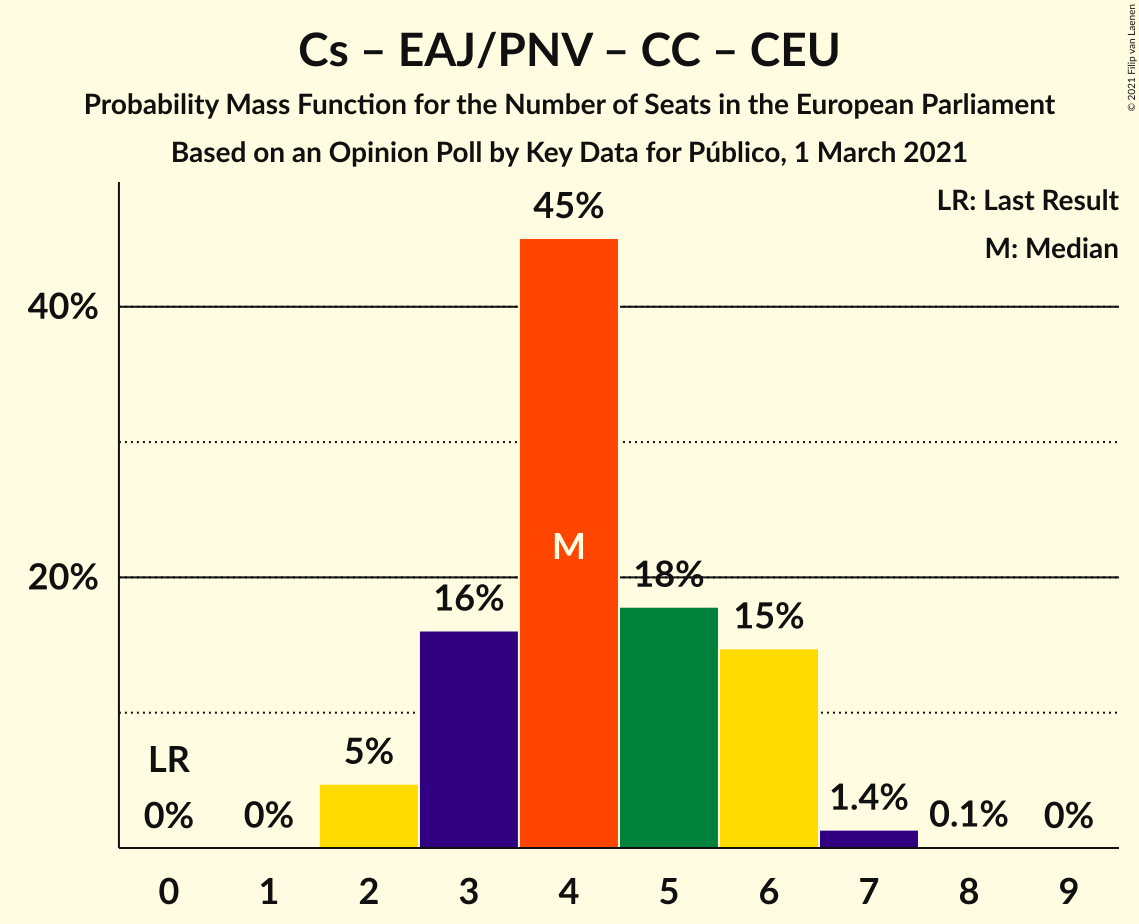 Cs – EAJ/PNV – CC – CEU
Probability Mass Function for the Number of Seats in the European Parliament
Based on an Opinion Poll by Key Data for Público, 1 March 2021
© 2021 Filip van Laenen
LR: Last Result
M: Median
45%
40%
M
20%
18%
16%
15%
LR
5%
0%
0%
1.4%
0.1%
0%
0 1 2 3 4 5 6 7 8 9